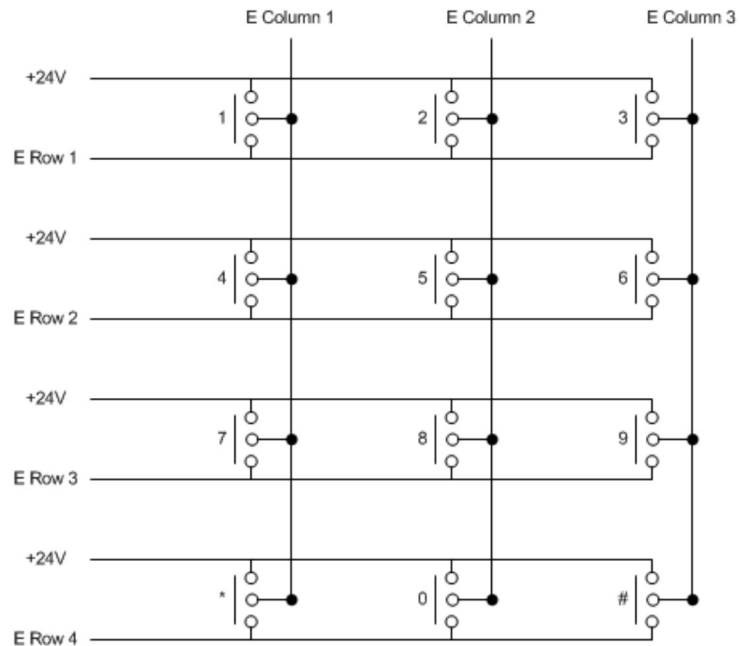 E Column 1 E Column 2 E Column 3
+24V
1 2 3
E Row 1
+24V
4 5 6
E Row 2
+24V
7 8 9
E Row 3
+24V
* 0 #
E Row 4